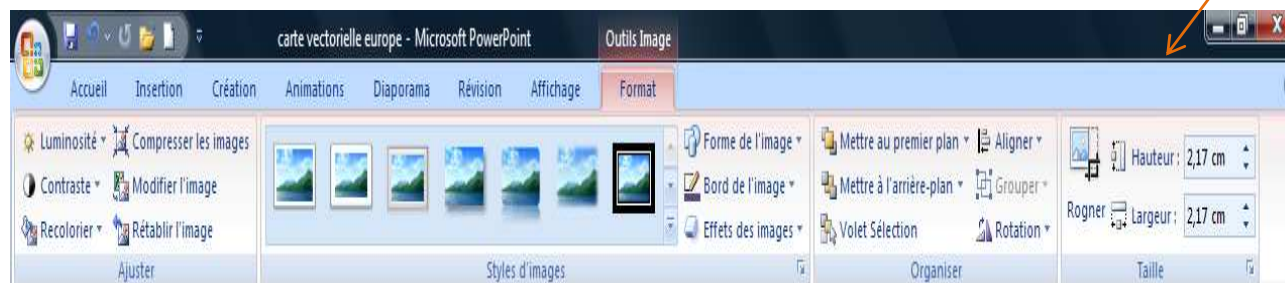 carte vectorielle europe - Microsoft PowerPoint Outils Image
Accueil Insertion Création Animations Diaporama Révision Affichage Format
Luminosité Compresser les images Forme de l'image Mettre au premier plan Aligner Hauteur : 2,17 cm
Contraste Modifier l'image Bord de l'image Mettre à l'arrière-plan Grouper
Recolorier Rétablir l'image Effets des images Volet Sélection Rotation Rogner Largeur : 2,17 cm
Ajuster Styles d'images Organiser Taille